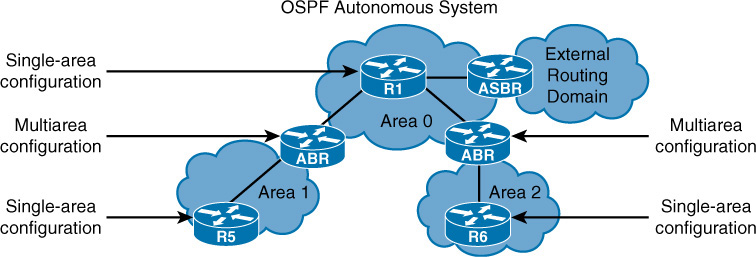 OSPF Autonomous System
Single-area
configuration
R1
ASBR
External
Routing
Domain
Area 0
Multiarea
configuration
ABR
ABR
Multiarea
configuration
Area 1
Area 2
Single-area
configuration
R5
R6
Single-area
configuration